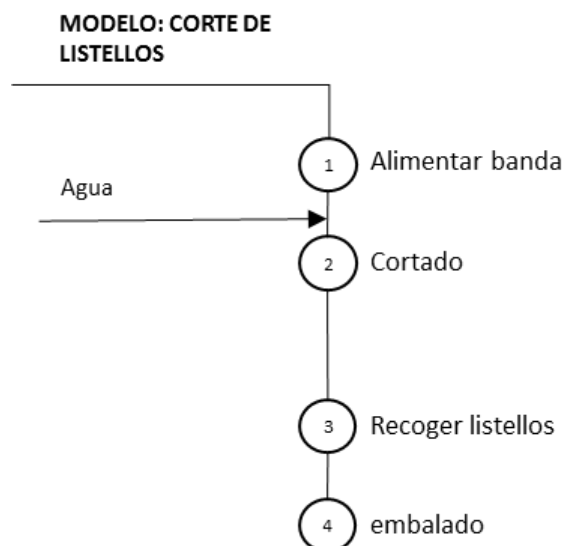 MODELO: CORTE DE
LISTELLOS
1 Alimentar banda
Agua
2 Cortado
3 Recoger listellos
4 embalado